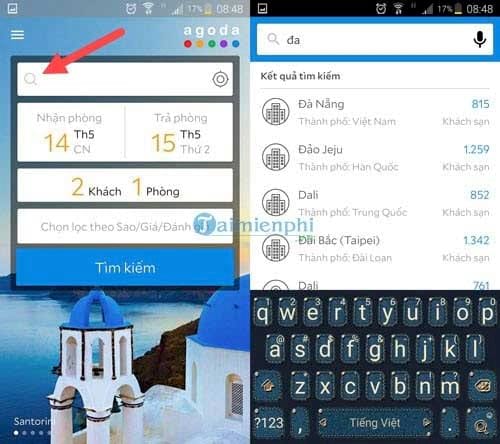 17% 08:48
agoda
Nhận phòng
14 Th5
CN
Trả phòng
15 Th5
Thứ 2
2 Khách 1 Phòng
Chọn lọc theo Sao/Giá/Đánh
Tìm kiếm
Santorin
Taimienphi
17% 08:48
đa
Kết quả tìm kiếm
Đà Nẵng 815
Thành phố: Việt Nam Khách sạn
Đảo Jeju 1.259
Thành phố: Hàn Quốc Khách sạn
Dali 852
Thành phố: Trung Quốc Khách sạn
Đài Bắc (Taipei) 1.342
Thành phố: Đài Loan Khách sạn
Dali 761
q w e r t y u i o p
a s d f g h j k l
z x c v b n m
?123 , Tiếng Việt .